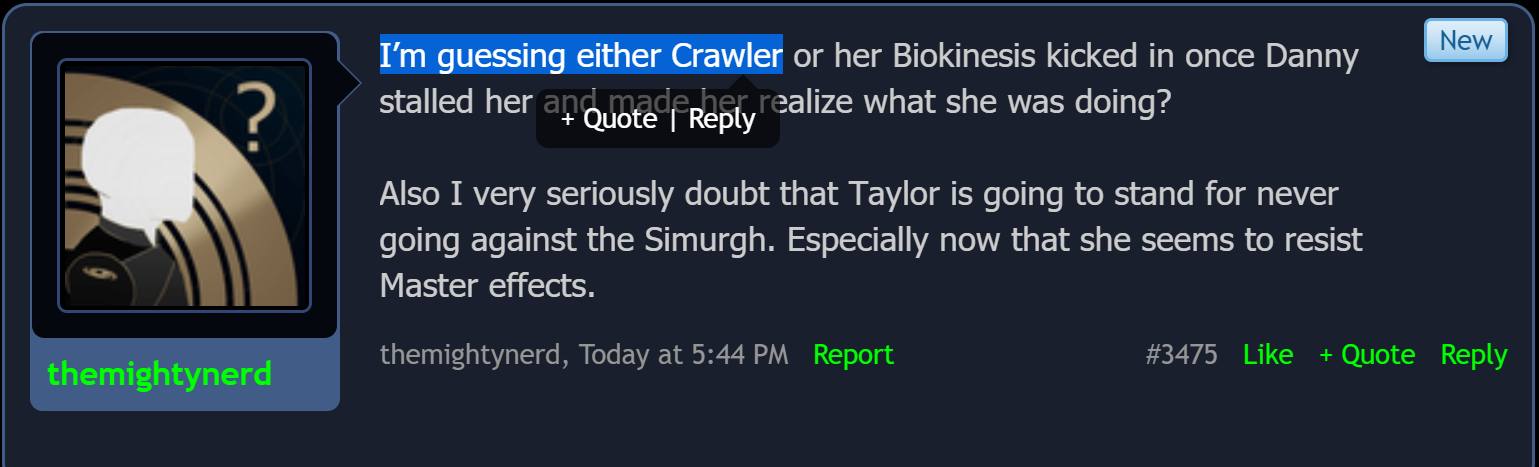 New
I’m guessing either Crawler or her Biokinesis kicked in once Danny
stalled her and made her realize what she was doing?
+ Quote | Reply
Also I very seriously doubt that Taylor is going to stand for never
going against the Simurgh. Especially now that she seems to resist
Master effects.
themightynerd, Today at 5:44 PM Report #3475 Like + Quote Reply
?
themightynerd